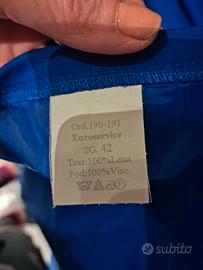 Ord. 190-191
Euroservice
TG. 42
Tess:100%Lana
Fod:100%Visc.
subito